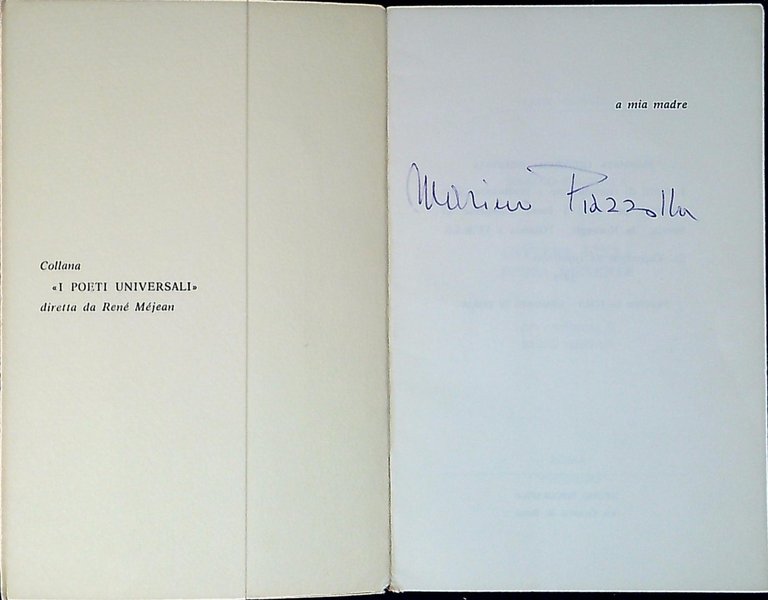 Collana
«I POETI UNIVERSALI»
diretta da René Méjean
a mia madre
Marino Piazzolla